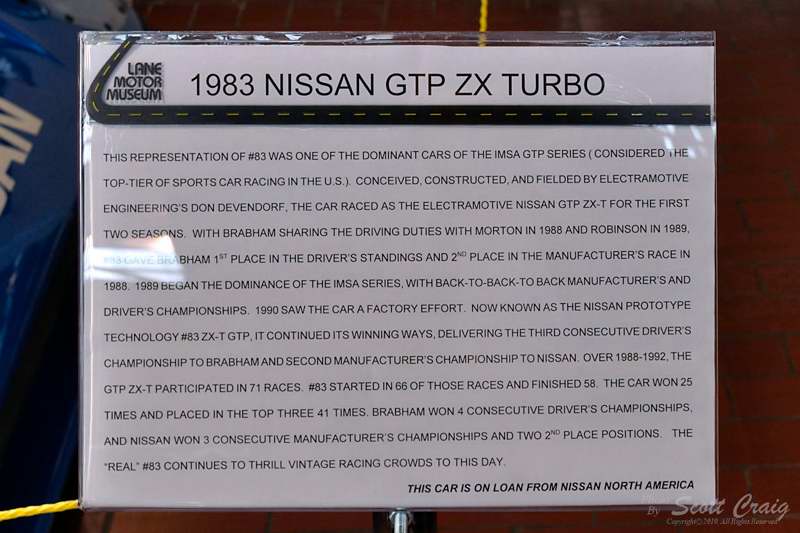 LANE
MOTOR
MUSEUM
1983 NISSAN GTP ZX TURBO
THIS REPRESENTATION OF #83 WAS ONE OF THE DOMINANT CARS OF THE IMSA GTP SERIES ( CONSIDERED THE
TOP-TIER OF SPORTS CAR RACING IN THE U.S.). CONCEIVED, CONSTRUCTED, AND FIELDED BY ELECTRAMOTIVE
ENGINEERING'S DON DEVENDORF, THE CAR RACED AS THE ELECTRAMOTIVE NISSAN GTP ZX-T FOR THE FIRST
TWO SEASONS. WITH BRABHAM SHARING THE DRIVING DUTIES WITH MORTON IN 1988 AND ROBINSON IN 1989,
#83 GAVE BRABHAM 1ST PLACE IN THE DRIVER'S STANDINGS AND 2ND PLACE IN THE MANUFACTURER'S RACE IN
1988. 1989 BEGAN THE DOMINANCE OF THE IMSA SERIES, WITH BACK-TO-BACK-TO BACK MANUFACTURER'S AND
DRIVER'S CHAMPIONSHIPS. 1990 SAW THE CAR A FACTORY EFFORT. NOW KNOWN AS THE NISSAN PROTOTYPE
TECHNOLOGY #83 ZX-T GTP, IT CONTINUED ITS WINNING WAYS, DELIVERING THE THIRD CONSECUTIVE DRIVER'S
CHAMPIONSHIP TO BRABHAM AND SECOND MANUFACTURER'S CHAMPIONSHIP TO NISSAN. OVER 1988-1992, THE
GTP ZX-T PARTICIPATED IN 71 RACES. #83 STARTED IN 66 OF THOSE RACES AND FINISHED 58. THE CAR WON 25
TIMES AND PLACED IN THE TOP THREE 41 TIMES. BRABHAM WON 4 CONSECUTIVE DRIVER'S CHAMPIONSHIPS,
AND NISSAN WON 3 CONSECUTIVE MANUFACTURER'S CHAMPIONSHIPS AND TWO 2ND PLACE POSITIONS. THE
"REAL" #83 CONTINUES TO THRILL VINTAGE RACING CROWDS TO THIS DAY.
THIS CAR IS ON LOAN FROM NISSAN NORTH AMERICA
By Scott Craig
Copyright© 2010, All Rights Reserved